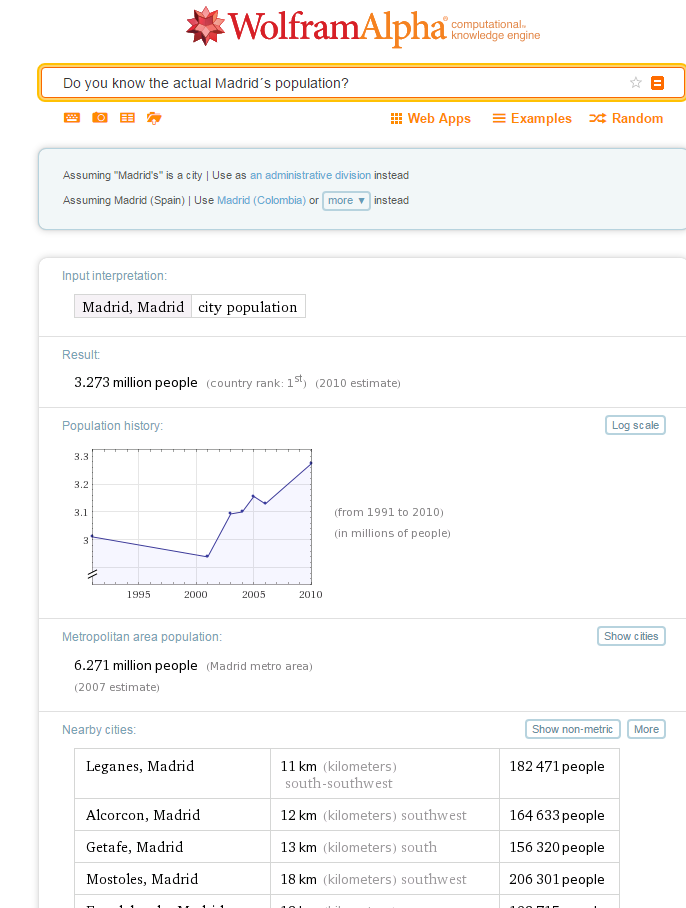 WolframAlpha computational knowledge engine
Do you know the actual Madrid´s population?
Web Apps Examples Random
Assuming "Madrid's" is a city | Use as an administrative division instead
Assuming Madrid (Spain) | Use Madrid (Colombia) or more ▼ instead
Input interpretation:
Madrid, Madrid city population
Result:
3.273 million people (country rank: 1st) (2010 estimate)
Population history: Log scale
3.3
3.2
3.1
3
1995 2000 2005 2010
(from 1991 to 2010)
(in millions of people)
Metropolitan area population: Show cities
6.271 million people (Madrid metro area)
(2007 estimate)
Nearby cities: Show non-metric More
Leganes, Madrid 11 km (kilometers) 182 471 people
south-southwest
Alcorcon, Madrid 12 km (kilometers) southwest 164 633 people
Getafe, Madrid 13 km (kilometers) south 156 320 people
Mostoles, Madrid 18 km (kilometers) southwest 206 301 people